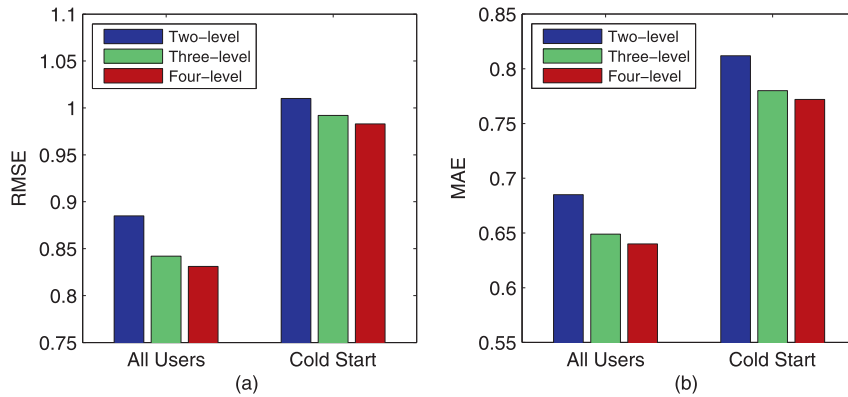 1.1
1.05
1
0.95
0.9
0.85
0.8
0.75
RMSE
Two-level
Three-level
Four-level
All Users
Cold Start
(a)
0.85
0.8
0.75
0.7
0.65
0.6
0.55
MAE
Two-level
Three-level
Four-level
All Users
Cold Start
(b)